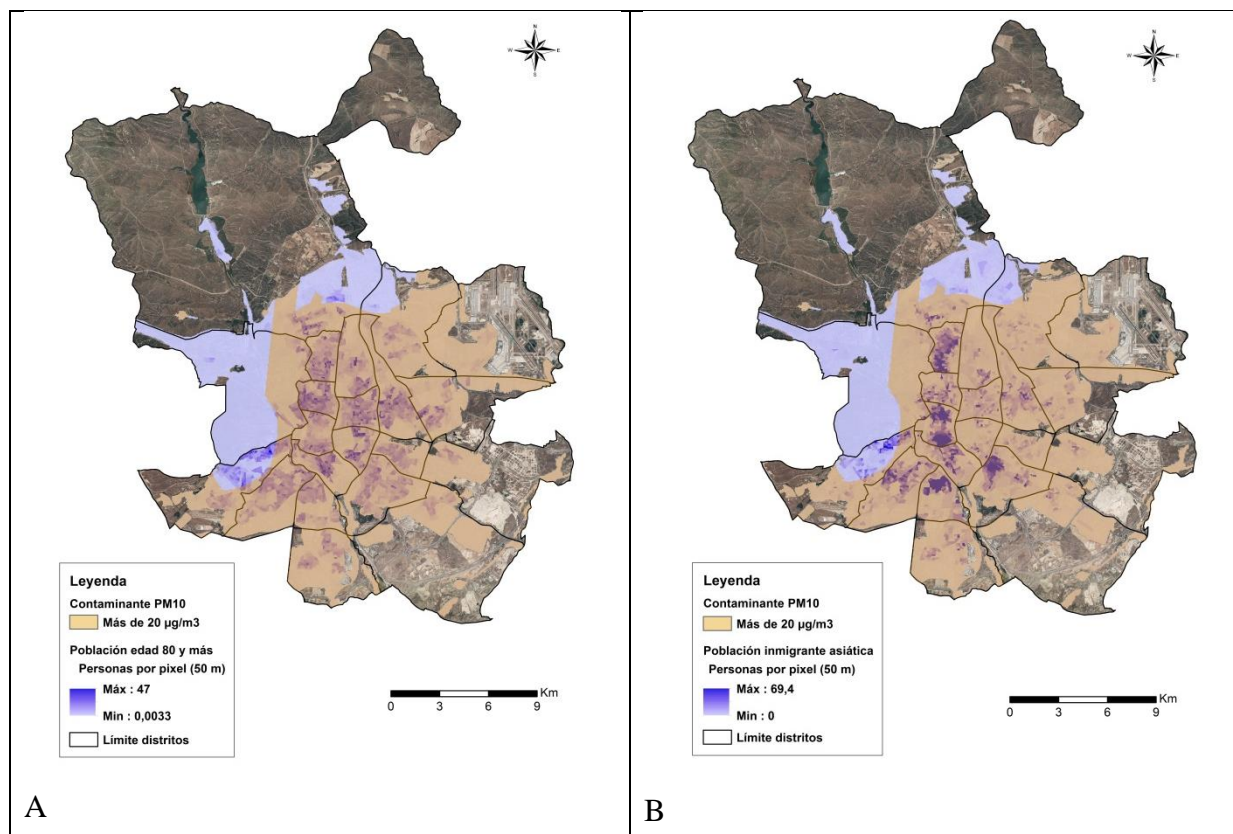 N
W E
S
Leyenda
Contaminante PM10
Más de 20 µg/m3
Población edad 80 y más
Personas por pixel (50 m)
Máx : 47
Min : 0,0033
Límite distritos
Km
0 3 6 9
A
N
W E
S
Leyenda
Contaminante PM10
Más de 20 µg/m3
Población inmigrante asiática
Personas por pixel (50 m)
Máx : 69,4
Min : 0
Límite distritos
Km
0 3 6 9
B